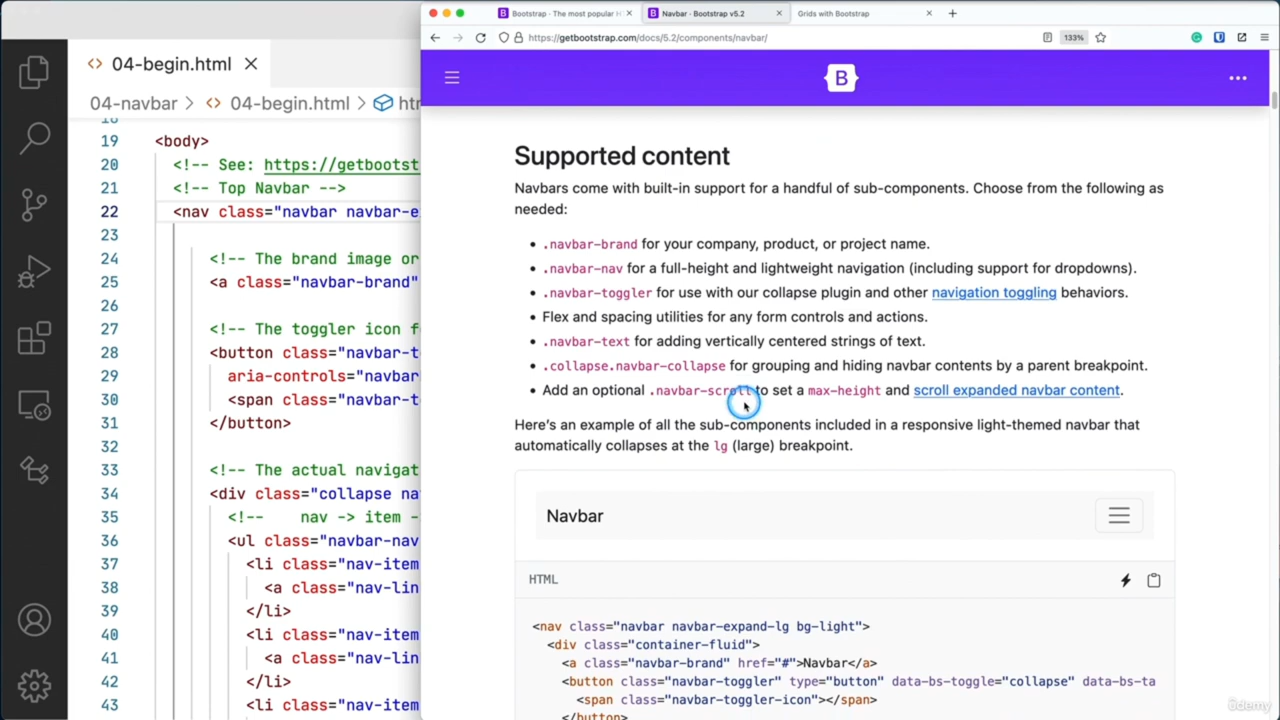 Bootstrap · The most popular H
Navbar · Bootstrap v5.2
Grids with Bootstrap
https://getbootstrap.com/docs/5.2/components/navbar/
133%
04-begin.html
04-navbar > <> 04-begin.html >
18
19 <body>
20 <!-- See: https://getbootst
21 <!-- Top Navbar -->
22 <nav class="navbar navbar-e
23
24 <!-- The brand image or
25 <a class="navbar-brand"
26
27 <!-- The toggler icon f
28 <button class="navbar-t
29 aria-controls="navbar
30 <span class="navbar-t
31 </button>
32
33 <!-- The actual navigat
34 <div class="collapse na
35 <!-- nav -> item -
36 <ul class="navbar-nav
37 <li class="nav-item
38 <a class="nav-lin
39 </li>
40 <li class="nav-item
41 <a class="nav-lin
42 </li>
43 <li class="nav-item
B
Supported content
Navbars come with built-in support for a handful of sub-components. Choose from the following as
needed:
• .navbar-brand for your company, product, or project name.
• .navbar-nav for a full-height and lightweight navigation (including support for dropdowns).
• .navbar-toggler for use with our collapse plugin and other navigation toggling behaviors.
• Flex and spacing utilities for any form controls and actions.
• .navbar-text for adding vertically centered strings of text.
• .collapse.navbar-collapse for grouping and hiding navbar contents by a parent breakpoint.
• Add an optional .navbar-scroll to set a max-height and scroll expanded navbar content.
Here's an example of all the sub-components included in a responsive light-themed navbar that
automatically collapses at the lg (large) breakpoint.
Navbar
HTML
<nav class="navbar navbar-expand-lg bg-light">
<div class="container-fluid">
<a class="navbar-brand" href="#">Navbar</a>
<button class="navbar-toggler" type="button" data-bs-toggle="collapse" data-bs-ta
<span class="navbar-toggler-icon"></span>
</button>
ûdemy